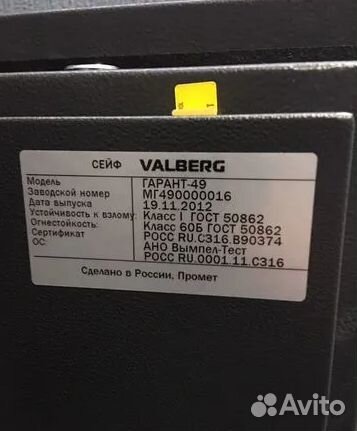 СЕЙФ VALBERG
Модель ГАРАНТ-49
Заводской номер МГ490000016
Дата выпуска 19.11.2012
Устойчивость к взлому: Класс I ГОСТ 50862
Огнестойкость: Класс 60Б ГОСТ 50862
Сертификат РОСС RU.C316.B90374
ОС: АНО Вымпел-Тест
РОСС RU.0001.11.С316
Сделано в России, Промет
Avito